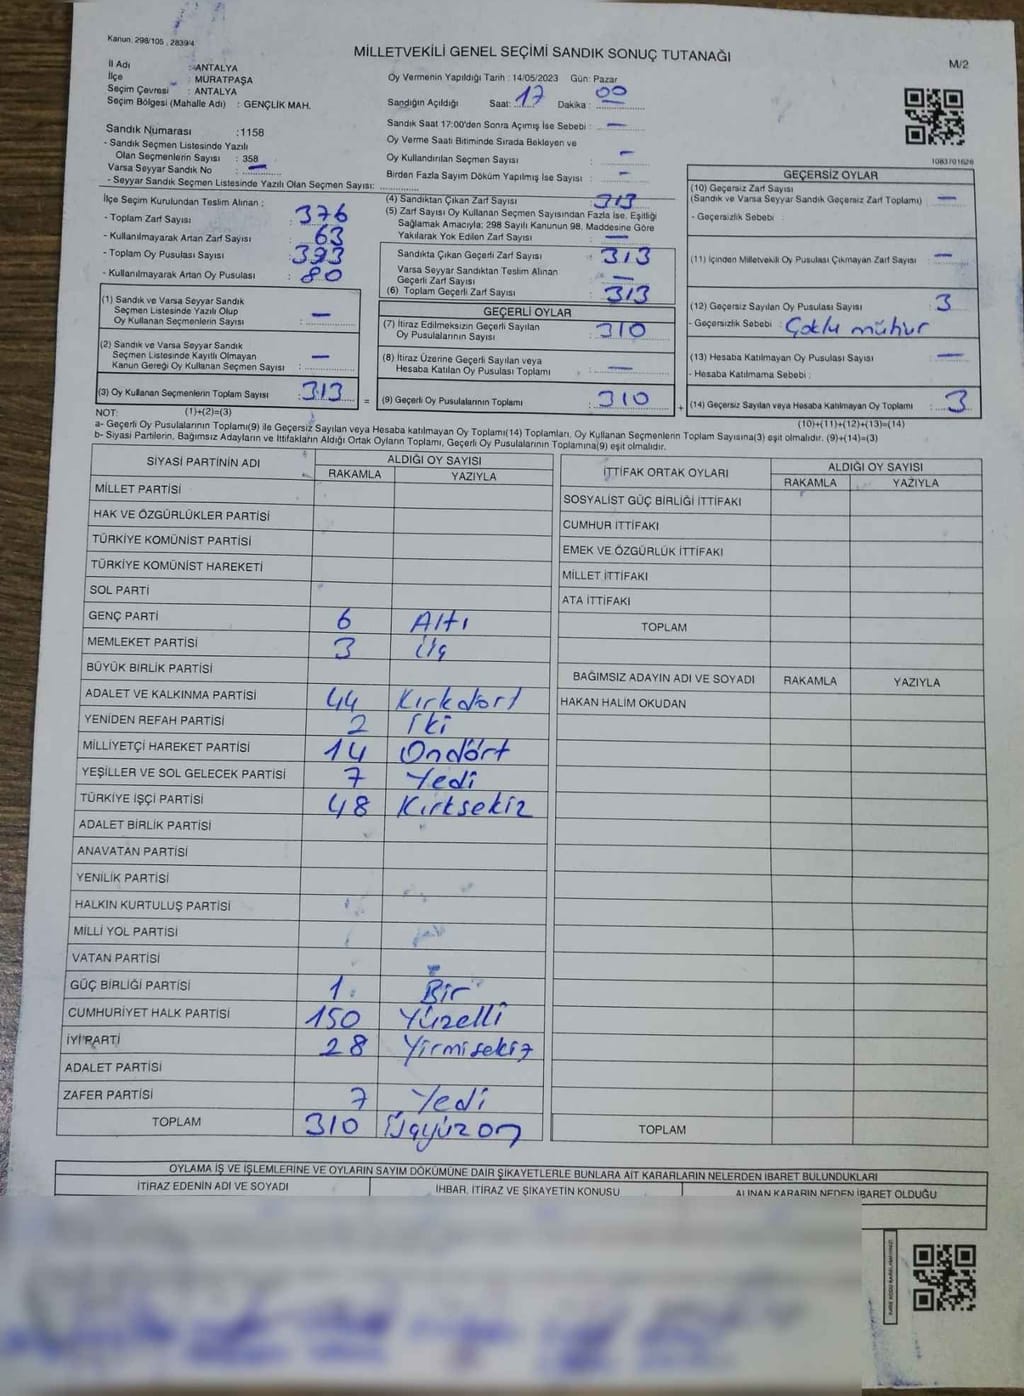 Kanun, 298/105 , 2839/4
MİLLETVEKİLİ GENEL SEÇİMİ SANDIK SONUÇ TUTANAĞI
M/2
İl Adı : ANTALYA
İlçe : MURATPAŞA
Seçim Çevresi : ANTALYA
Seçim Bölgesi (Mahalle Adı) : GENÇLİK MAH.
Oy Vermenin Yapıldığı Tarih : 14/05/2023 Gün: Pazar
Sandığın Açıldığı Saat: 17 Dakika : 00
Sandık Saat 17:00'den Sonra Açımış İse Sebebi : —
Oy Verme Saati Bitiminde Sırada Bekleyen ve
Oy Kullandırılan Seçmen Sayısı : —
Birden Fazla Sayım Döküm Yapılmış İse Sayısı : —
Sandık Numarası :1158
- Sandık Seçmen Listesinde Yazılı
Olan Seçmenlerin Sayısı : 358
Varsa Seyyar Sandık No : —
- Seyyar Sandık Seçmen Listesinde Yazılı Olan Seçmen Sayısı:
1083701628
İlçe Seçim Kurulundan Teslim Alınan :
- Toplam Zarf Sayısı : 376
- Kullanılmayarak Artan Zarf Sayısı : 63
- Toplam Oy Pusulası Sayısı : 393
- Kullanılmayarak Artan Oy Pusulası : 80
(4) Sandıktan Çıkan Zarf Sayısı : 313
(5) Zarf Sayısı Oy Kullanan Seçmen Sayısından Fazla İse, Eşitliği
Sağlamak Amacıyla; 298 Sayılı Kanunun 98. Maddesine Göre
Yakılarak Yok Edilen Zarf Sayısı : —
Sandıkta Çıkan Geçerli Zarf Sayısı : 313
Varsa Seyyar Sandıktan Teslim Alınan
Geçerli Zarf Sayısı : —
(6) Toplam Geçerli Zarf Sayısı : 313
GEÇERSİZ OYLAR
(10) Geçersiz Zarf Sayısı
(Sandık ve Varsa Seyyar Sandık Geçersiz Zarf Toplamı) : —
- Geçersizlik Sebebi :
(11) İçinden Milletvekili Oy Pusulası Çıkmayan Zarf Sayısı : —
(12) Geçersiz Sayılan Oy Pusulası Sayısı : 3
- Geçersizlik Sebebi : Çoklu mühür
(13) Hesaba Katılmayan Oy Pusulası Sayısı : —
- Hesaba Katılmama Sebebi :
(14) Geçersiz Sayılan veya Hesaba Katılmayan Oy Toplamı : 3
(10)+(11)+(12)+(13)=(14)
(1) Sandık ve Varsa Seyyar Sandık
Seçmen Listesinde Yazılı Olup
Oy Kullanan Seçmenlerin Sayısı : —
(2) Sandık ve Varsa Seyyar Sandık
Seçmen Listesinde Kayıtlı Olmayan
Kanun Gereği Oy Kullanan Seçmen Sayısı : —
(3) Oy Kullanan Seçmenlerin Toplam Sayısı : 313
=
GEÇERLİ OYLAR
(7) İtiraz Edilmeksizin Geçerli Sayılan
Oy Pusulalarının Sayısı : 310
(8) İtiraz Üzerine Geçerli Sayılan veya
Hesaba Katılan Oy Pusulası Toplamı : —
(9) Geçerli Oy Pusulalarının Toplamı : 310
+
NOT: (1)+(2)=(3)
a- Geçerli Oy Pusulalarının Toplamı(9) ile Geçersiz Sayılan veya Hesaba katılmayan Oy Toplamı(14) Toplamları, Oy Kullanan Seçmenlerin Toplam Sayısına(3) eşit olmalıdır. (9)+(14)=(3)
b- Siyasi Partilerin, Bağımsız Adayların ve İttifakların Aldığı Ortak Oyların Toplamı, Geçerli Oy Pusulalarının Toplamına(9) eşit olmalıdır.
SİYASİ PARTİNİN ADI ALDIĞI OY SAYISI
RAKAMLA YAZIYLA
MİLLET PARTİSİ
HAK VE ÖZGÜRLÜKLER PARTİSİ
TÜRKİYE KOMÜNİST PARTİSİ
TÜRKİYE KOMÜNİST HAREKETİ
SOL PARTİ
GENÇ PARTİ 6 Altı
MEMLEKET PARTİSİ 3 üç
BÜYÜK BİRLİK PARTİSİ
ADALET VE KALKINMA PARTİSİ 44 Kırkdört
YENİDEN REFAH PARTİSİ 2 İki
MİLLİYETÇİ HAREKET PARTİSİ 14 Ondört
YEŞİLLER VE SOL GELECEK PARTİSİ 7 Yedi
TÜRKİYE İŞÇİ PARTİSİ 48 Kırksekiz
ADALET BİRLİK PARTİSİ
ANAVATAN PARTİSİ
YENİLİK PARTİSİ
HALKIN KURTULUŞ PARTİSİ
MİLLİ YOL PARTİSİ
VATAN PARTİSİ
GÜÇ BİRLİĞİ PARTİSİ 1 Bir
CUMHURİYET HALK PARTİSİ 150 Yüzelli
İYİ PARTİ 28 Yirmisekiz
ADALET PARTİSİ
ZAFER PARTİSİ 7 Yedi
TOPLAM 310 Üçyüzon
İTTİFAK ORTAK OYLARI ALDIĞI OY SAYISI
RAKAMLA YAZIYLA
SOSYALİST GÜÇ BİRLİĞİ İTTİFAKI
CUMHUR İTTİFAKI
EMEK VE ÖZGÜRLÜK İTTİFAKI
MİLLET İTTİFAKI
ATA İTTİFAKI
TOPLAM
BAĞIMSIZ ADAYIN ADI VE SOYADI RAKAMLA YAZIYLA
HAKAN HALİM OKUDAN
TOPLAM
OYLAMA İŞ VE İŞLEMLERİNE VE OYLARIN SAYIM DÖKÜMÜNE DAİR ŞİKAYETLERLE BUNLARA AİT KARARLARIN NELERDEN İBARET BULUNDUKLARI
İTİRAZ EDENİN ADI VE SOYADI İHBAR, İTİRAZ VE ŞİKAYETİN KONUSU ALINAN KARARIN NEDEN İBARET OLDUĞU